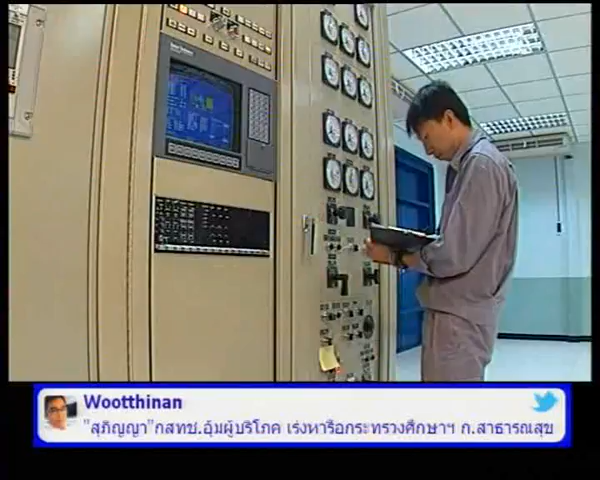 Wootthinan
"สุภิญญา"กสทช.อุ้มผู้บริโภค เร่งหารือกระทรวงศึกษาฯ ก.สาธารณสุข